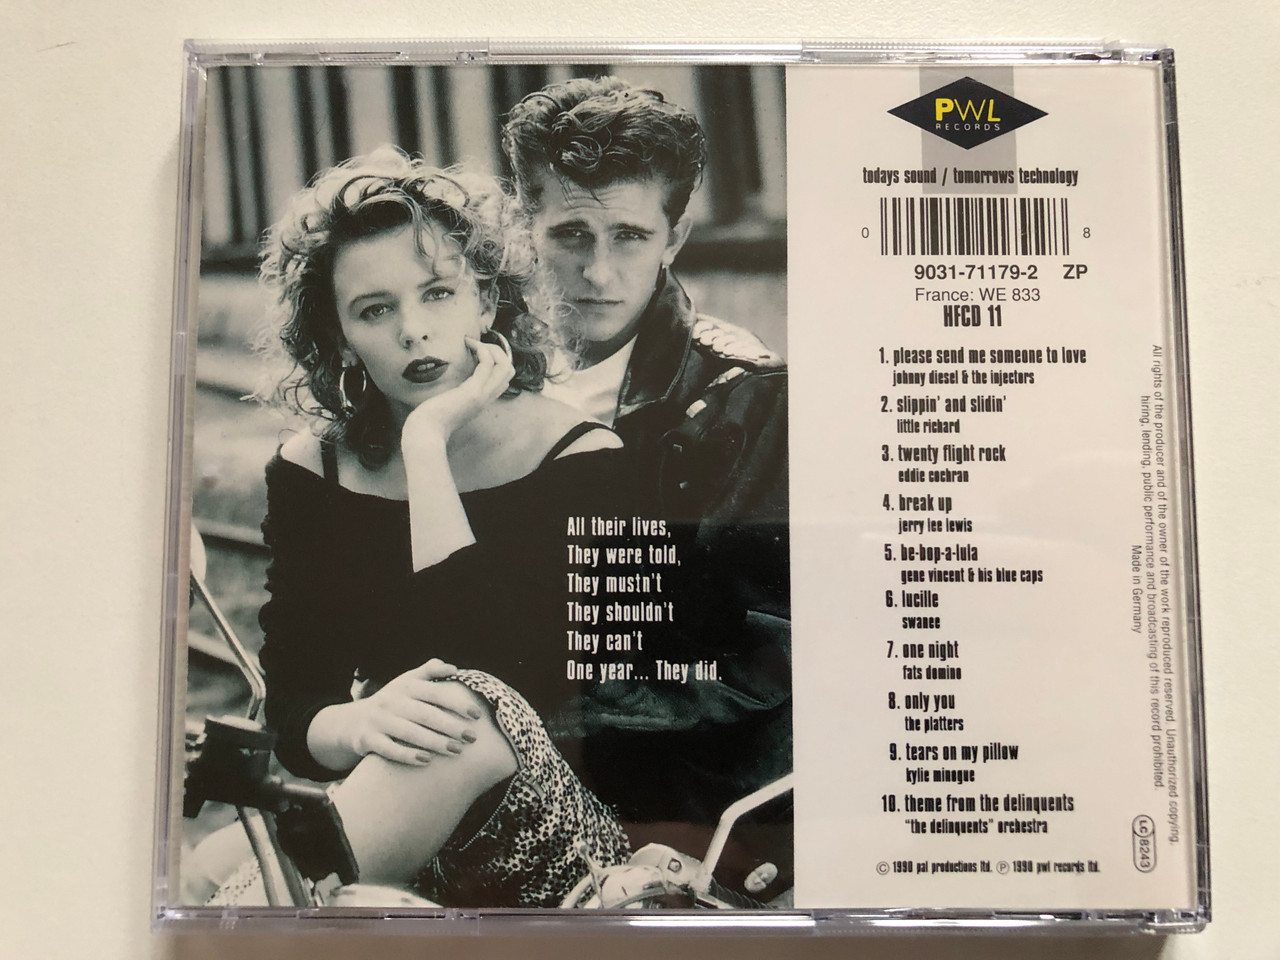 All their lives,
They were told,
They mustn't
They shouldn't
They can't
One year... They did.
PWL
RECORDS
todays sound / tomorrows technology
0 8
9031-71179-2 ZP
France: WE 833
HFCD 11
1. please send me someone to love
johnny diesel & the injectors
2. slippin' and slidin'
little richard
3. twenty flight rock
eddie cochran
4. break up
jerry lee lewis
5. be-bop-a-lula
gene vincent & his blue caps
6. lucille
swanee
7. one night
fats domino
8. only you
the platters
9. tears on my pillow
kylie minogue
10. theme from the delinquents
"the delinquents" orchestra
© 1990 pal productions ltd. ℗ 1990 pwl records ltd.
All rights of the producer and of the owner of the work reproduced reserved. Unauthorized copying,
hiring, lending, public performance and broadcasting of this record prohibited.
Made in Germany
LC 8243